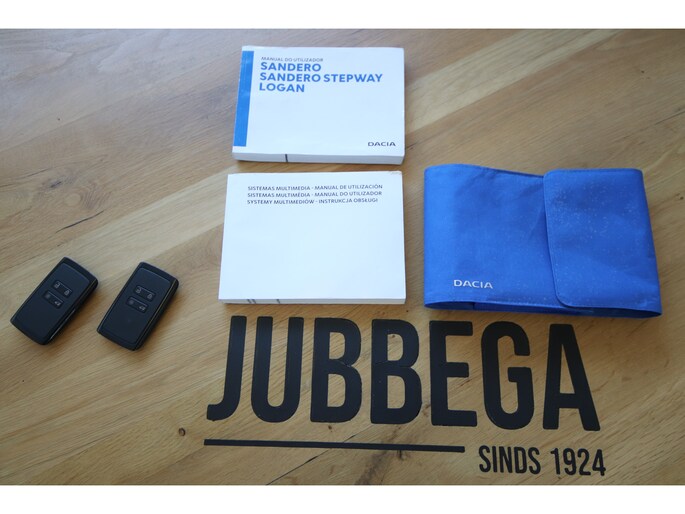 MANUAL DO UTILIZADOR
SANDERO
SANDERO STEPWAY
LOGAN
DACIA
SISTEMAS MULTIMEDIA - MANUAL DE UTILIZACIÓN
SISTEMAS MULTIMÉDIA - MANUAL DO UTILIZADOR
SYSTEMY MULTIMEDIÓW - INSTRUKCJA OBSŁUGI
DACIA
JUBBEGA
SINDS 1924